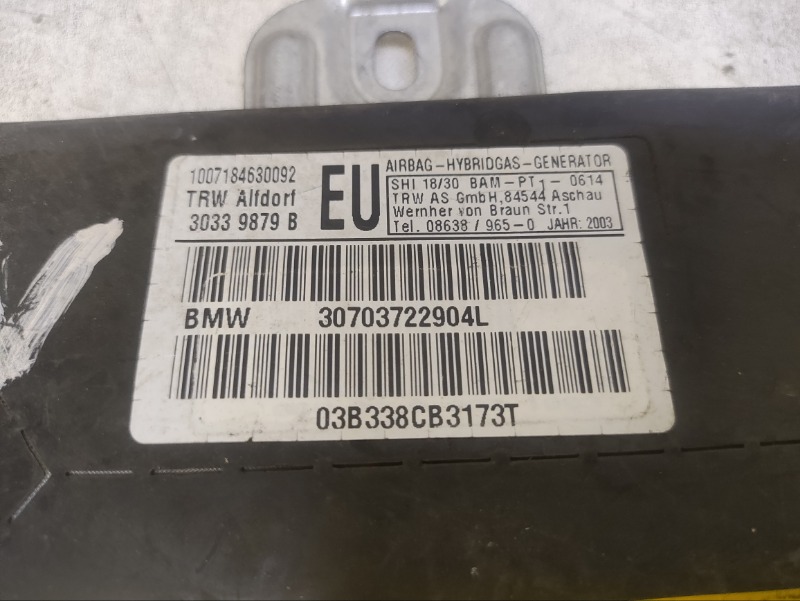 1007184630092
TRW Alfdorf
3033 9879 B
EU
AIRBAG-HYBRIDGAS-GENERATOR
SHI 18/30 BAM-PT1- 0614
TRW AS GmbH,84544 Aschau
Wernher von Braun Str.1
Tel. 08638 / 965-0 JAHR: 2003
BMW 30703722904L
03B338CB3173T